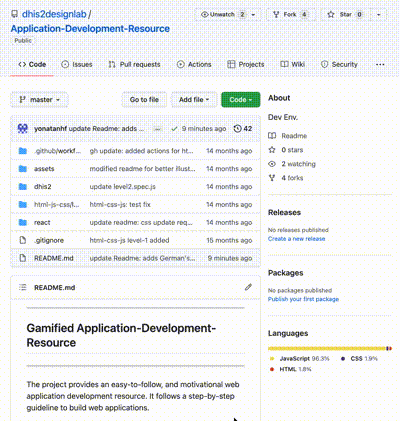 dhis2designlab /
Unwatch 2
Fork 4
Star 0
Application-Development-Resource
Public
Code Issues Pull requests Actions Projects Wiki Security ...
master
Go to file
Add file
Code
yonatanhf update Readme: adds ... 9 minutes ago 42
.github/workf... gh update: added actions for ht... 14 months ago
assets modified readme for better illust... 14 months ago
dhis2 update level2.spec.js 14 months ago
html-js-css/l... html-css-js: test fix 14 months ago
react update readme: css update req... 14 months ago
.gitignore html-css-js level-1 added 15 months ago
README.md update Readme: adds German's... 9 minutes ago
README.md
Gamified Application-Development-
Resource
The project provides an easy-to-follow, and motivational web
application development resource. It follows a step-by-step
guideline to build web applications.
About
Dev Env.
Readme
0 stars
2 watching
4 forks
Releases
No releases published
Create a new release
Packages
No packages published
Publish your first package
Languages
JavaScript 96.3% CSS 1.9%
HTML 1.8%